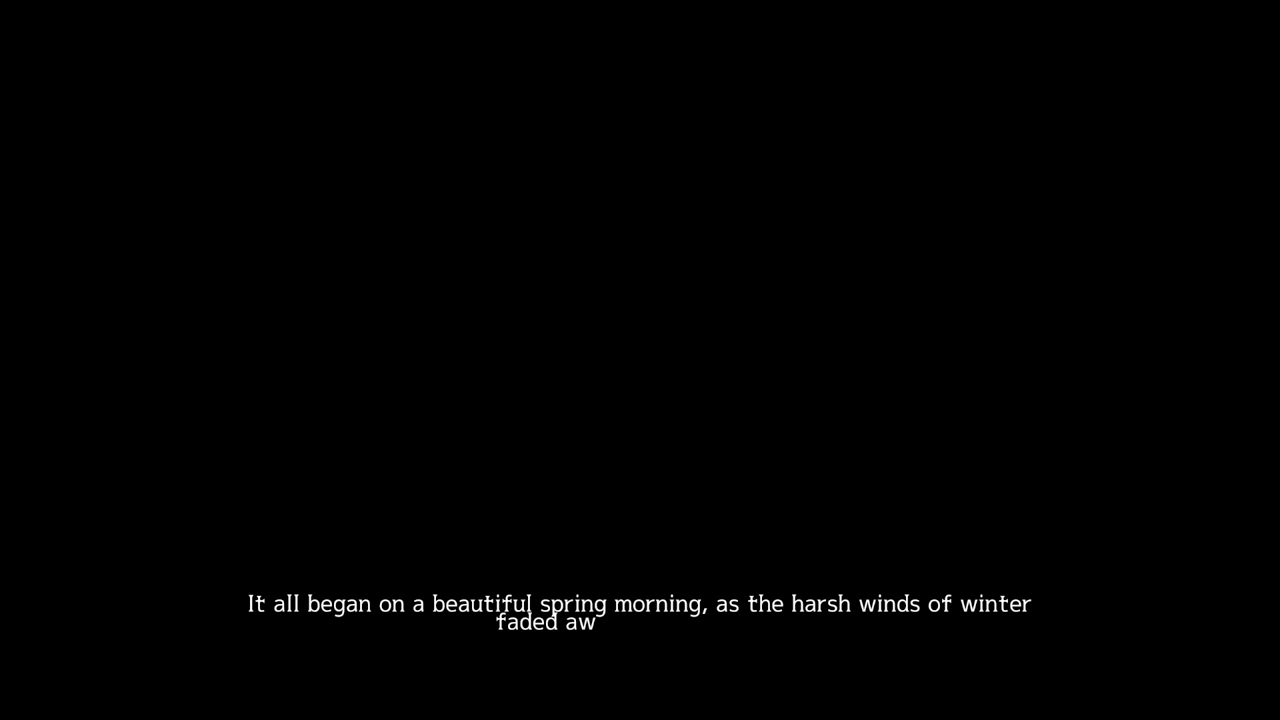 It all began on a beautiful spring morning, as the harsh winds of winter
faded aw